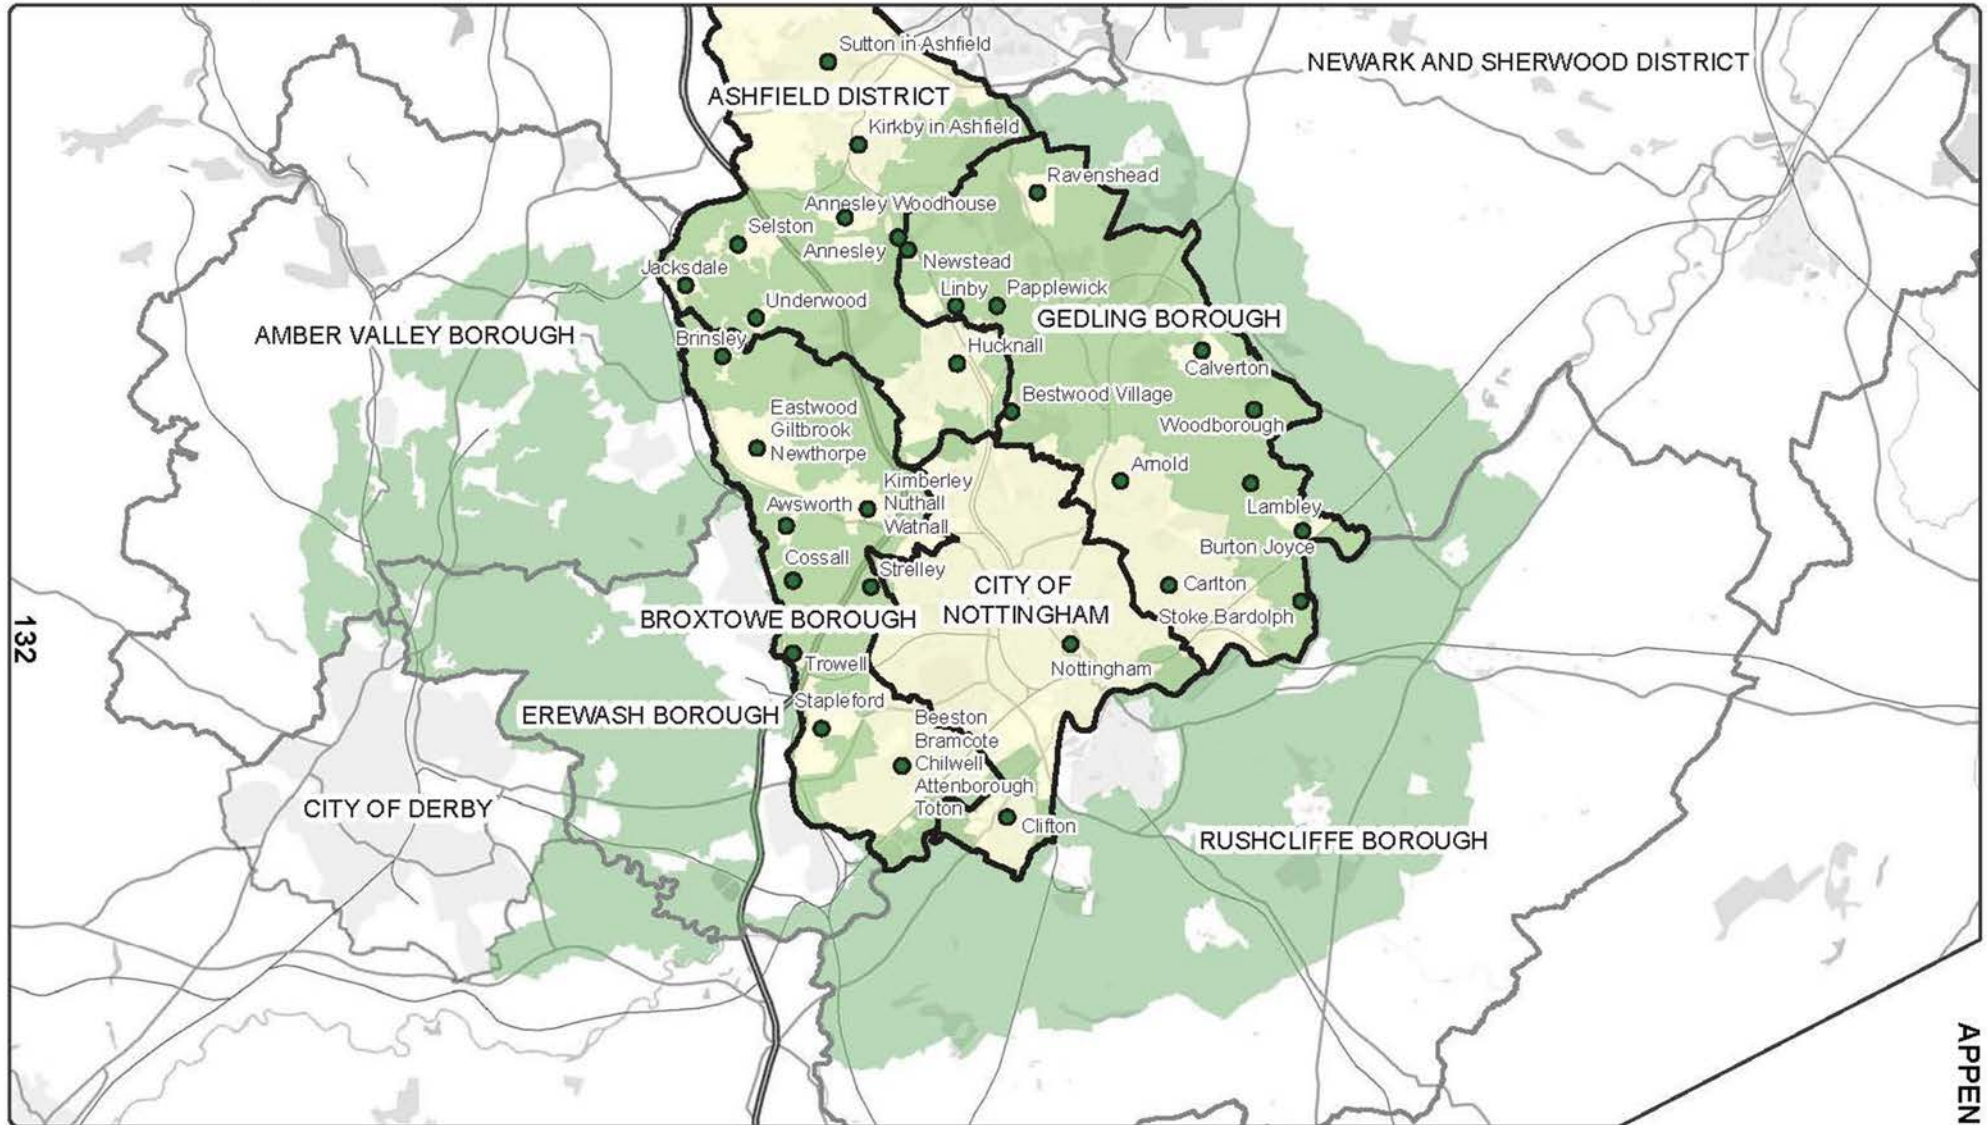 Sutton in Ashfield
NEWARK AND SHERWOOD DISTRICT
ASHFIELD DISTRICT
Kirkby in Ashfield
Ravenshead
Annesley Woodhouse
Selston
Annesley
Newstead
Jacksdale
Linby
Papplewick
Underwood
GEDLING BOROUGH
AMBER VALLEY BOROUGH
Brinsley
Hucknall
Calverton
Bestwood Village
Eastwood
Giltbrook
Newthorpe
Woodborough
Arnold
Kimberley
Nuthall
Watnall
Awsworth
Lambley
Burton Joyce
Cossall
Strelley
CITY OF
NOTTINGHAM
Carlton
BROXTOWE BOROUGH
Stoke Bardolph
132
Trowell
Nottingham
Stapleford
EREWASH BOROUGH
Beeston
Bramcote
Chilwell
Attenborough
Toton
CITY OF DERBY
Clifton
RUSHCLIFFE BOROUGH
APPEN